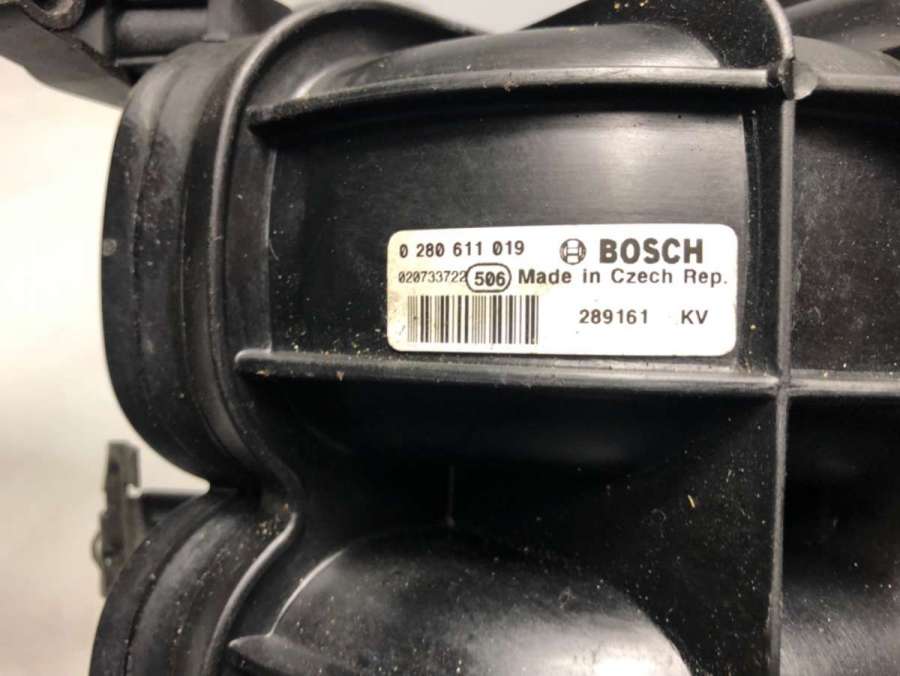 0 280 611 019 BOSCH
020733722 506 Made in Czech Rep.
289161 KV